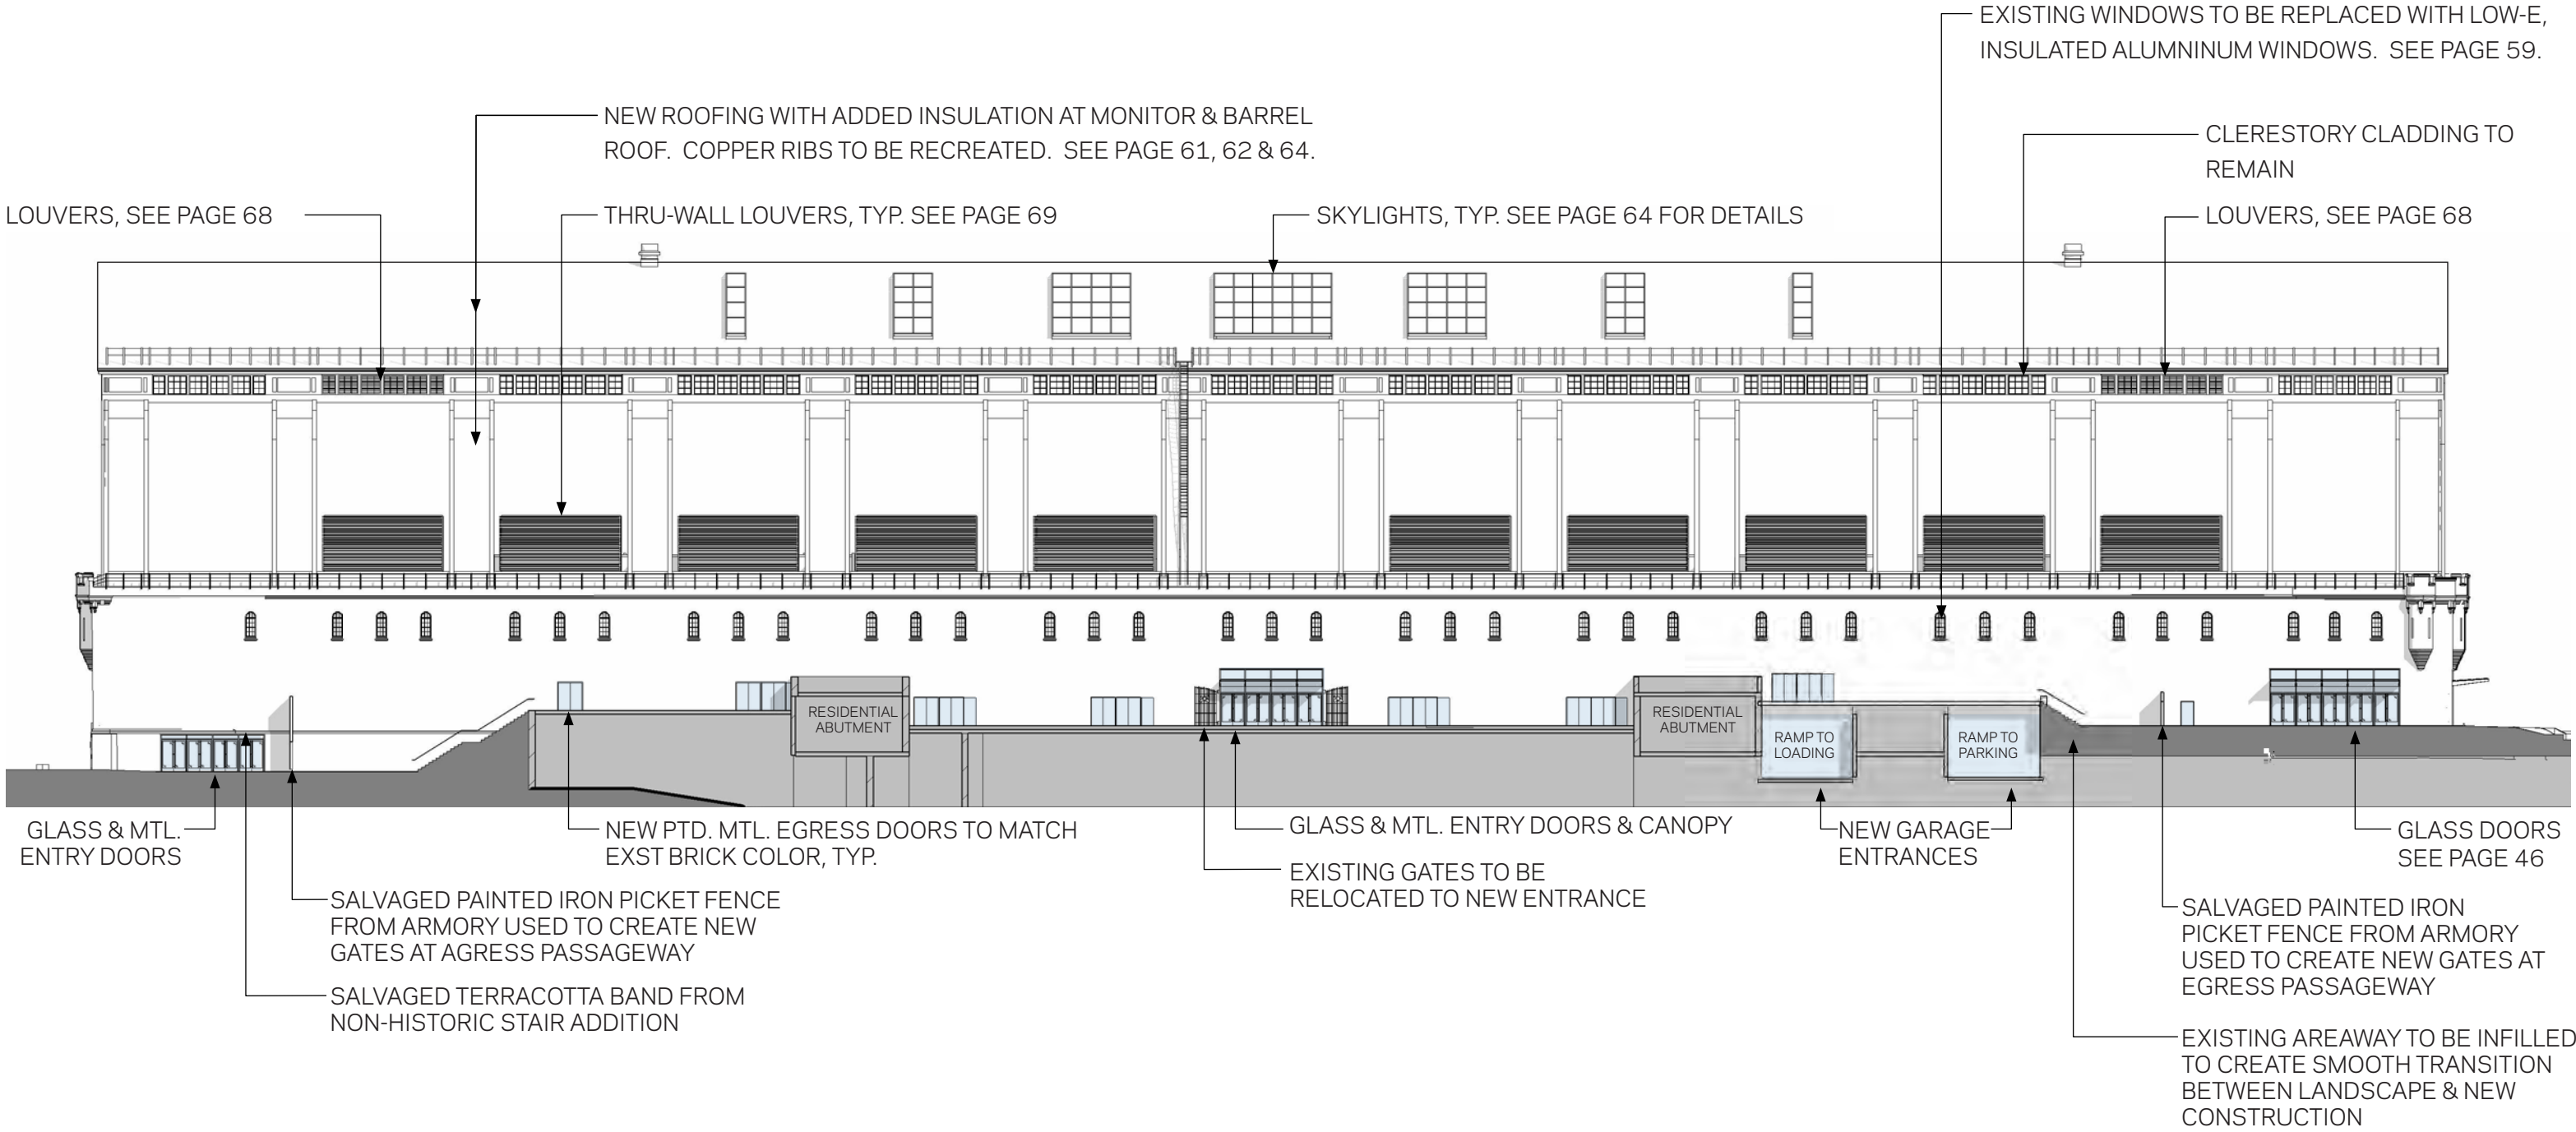 EXISTING WINDOWS TO BE REPLACED WITH LOW-E,
INSULATED ALUMNINUM WINDOWS. SEE PAGE 59.
NEW ROOFING WITH ADDED INSULATION AT MONITOR & BARREL
ROOF. COPPER RIBS TO BE RECREATED. SEE PAGE 61, 62 & 64.
CLERESTORY CLADDING TO
REMAIN
LOUVERS, SEE PAGE 68
THRU-WALL LOUVERS, TYP. SEE PAGE 69
SKYLIGHTS, TYP. SEE PAGE 64 FOR DETAILS
LOUVERS, SEE PAGE 68
RESIDENTIAL
ABUTMENT
RESIDENTIAL
ABUTMENT
RAMP TO
LOADING
RAMP TO
PARKING
GLASS & MTL.
ENTRY DOORS
NEW PTD. MTL. EGRESS DOORS TO MATCH
EXST BRICK COLOR, TYP.
GLASS & MTL. ENTRY DOORS & CANOPY
EXISTING GATES TO BE
RELOCATED TO NEW ENTRANCE
NEW GARAGE
ENTRANCES
GLASS DOORS
SEE PAGE 46
SALVAGED PAINTED IRON PICKET FENCE
FROM ARMORY USED TO CREATE NEW
GATES AT AGRESS PASSAGEWAY
SALVAGED TERRACOTTA BAND FROM
NON-HISTORIC STAIR ADDITION
SALVAGED PAINTED IRON
PICKET FENCE FROM ARMORY
USED TO CREATE NEW GATES AT
EGRESS PASSAGEWAY
EXISTING AREAWAY TO BE INFILLED
TO CREATE SMOOTH TRANSITION
BETWEEN LANDSCAPE & NEW
CONSTRUCTION